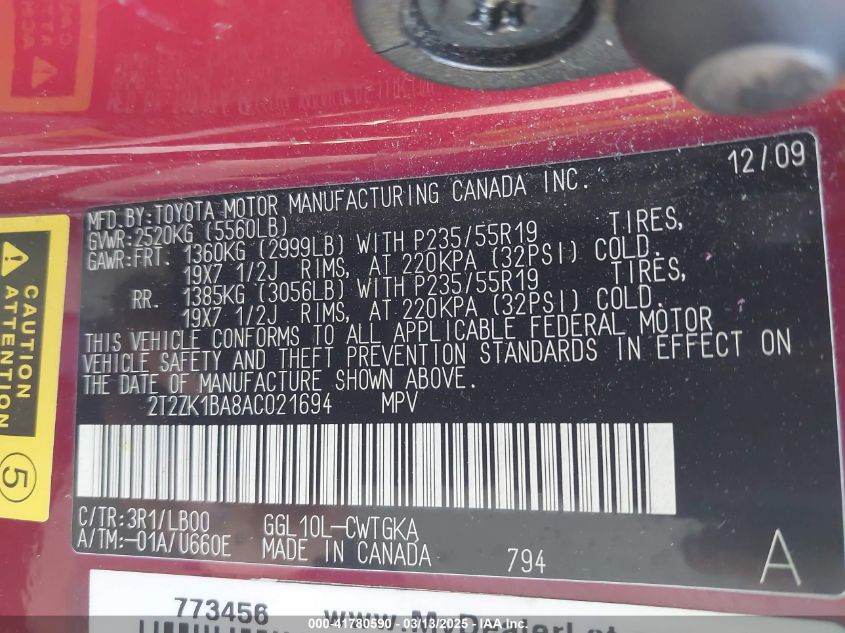 12/09
MFD.BY:TOYOTA MOTOR MANUFACTURING CANADA INC.
GVWR:2520KG (5560LB)
GAWR:FRT. 1360KG (2999LB) WITH P235/55R19 TIRES,
19X7 1/2J RIMS, AT 220KPA (32PSI) COLD.
RR. 1385KG (3056LB) WITH P235/55R19 TIRES,
19X7 1/2J RIMS, AT 220KPA (32PSI) COLD.
THIS VEHICLE CONFORMS TO ALL APPLICABLE FEDERAL MOTOR
VEHICLE SAFETY AND THEFT PREVENTION STANDARDS IN EFFECT ON
THE DATE OF MANUFACTURE SHOWN ABOVE.
2T2ZK1BA8AC021694 MPV
C/TR:3R1/LB00 GGL10L-CWTGKA
A/TM:-01A/U660E MADE IN CANADA 794
A
CAUTION
5
773456
000-41780590 - 03/13/2025 - IAA Inc.